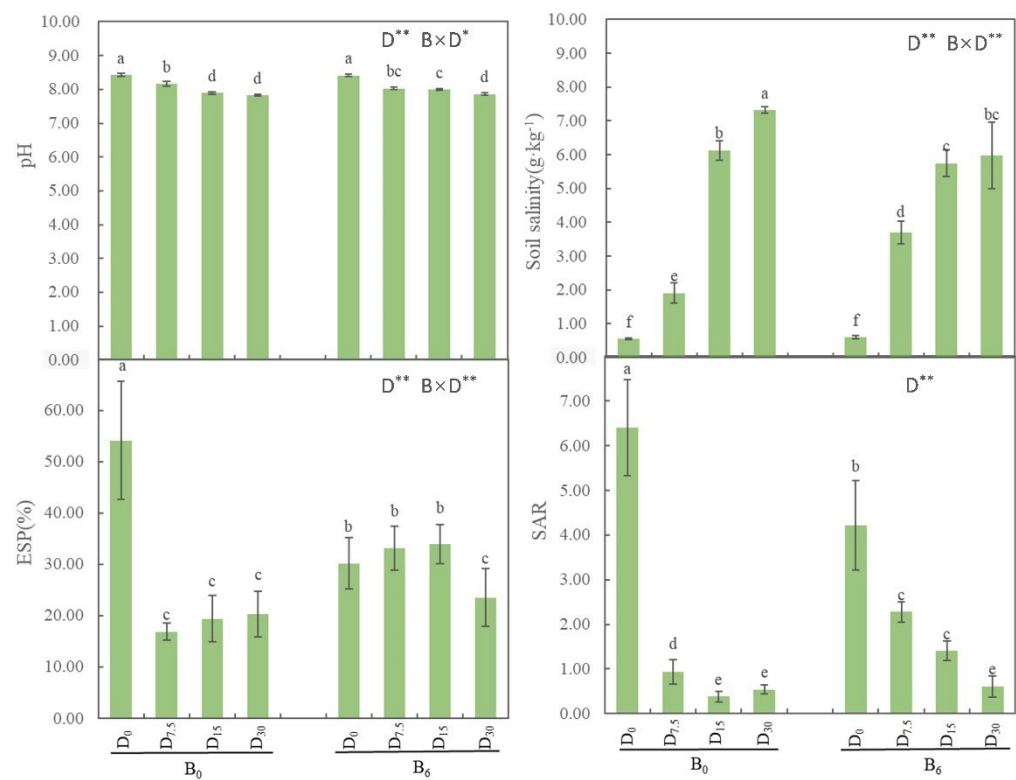 10.00
9.00
8.00
7.00
6.00
5.00
4.00
3.00
2.00
1.00
0.00
pH
D** B×D*
a b d d a bc c d
10.00
9.00
8.00
7.00
6.00
5.00
4.00
3.00
2.00
1.00
0.00
Soil salinity(g·kg⁻¹)
D** B×D**
f e b a f d c bc
60.00
50.00
40.00
30.00
20.00
10.00
0.00
ESP(%)
D** B×D**
a c c c b b b c
D₀ D₇.₅ D₁₅ D₃₀ D₀ D₇.₅ D₁₅ D₃₀
B₀ B₆
7.00
6.00
5.00
4.00
3.00
2.00
1.00
0.00
SAR
D**
a d e e b c c e
D₀ D₇.₅ D₁₅ D₃₀ D₀ D₇.₅ D₁₅ D₃₀
B₀ B₆